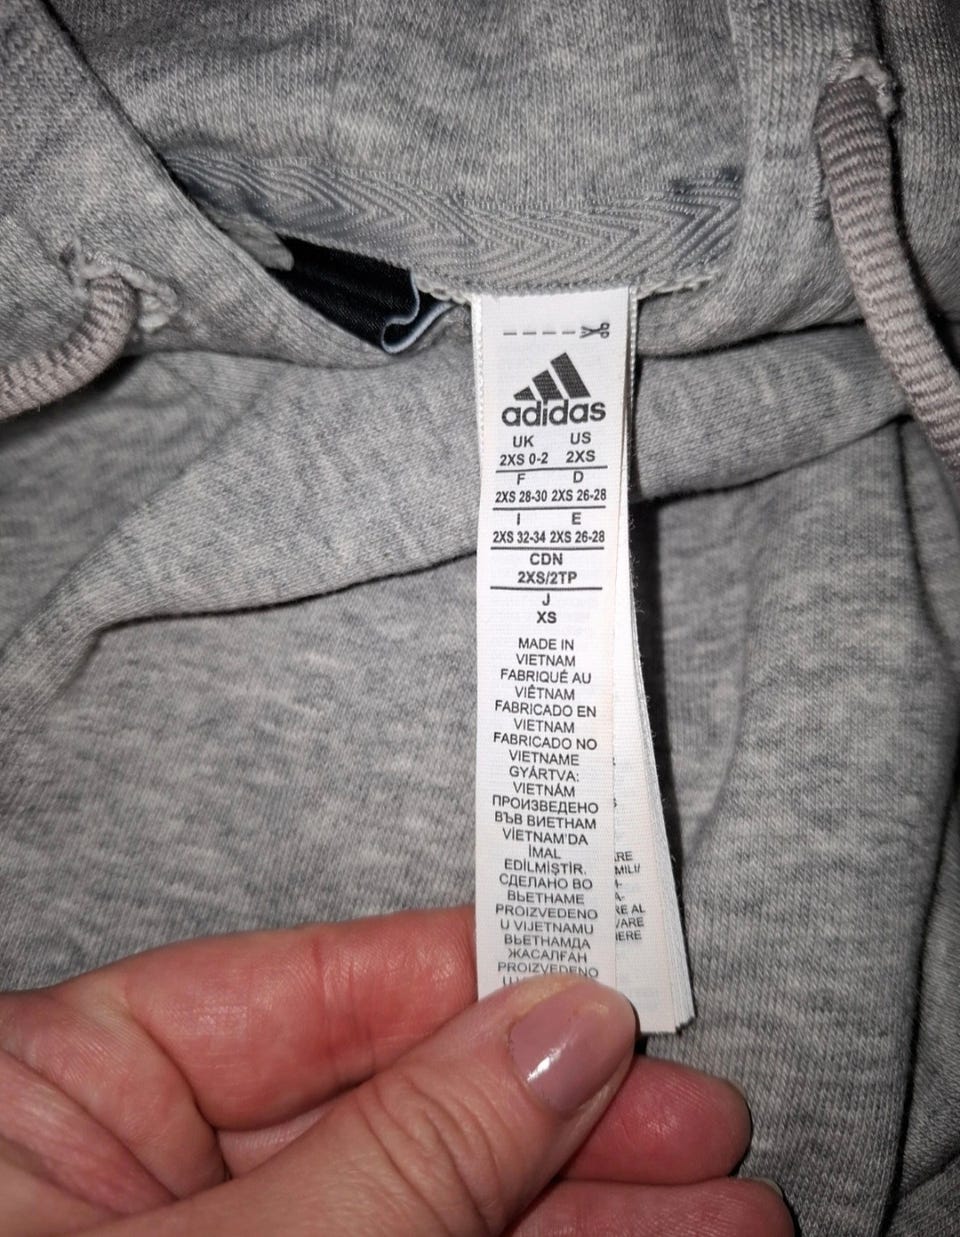 adidas
UK US
2XS 0-2 2XS
F D
2XS 28-30 2XS 26-28
I E
2XS 32-34 2XS 26-28
CDN
2XS/2TP
J
XS
MADE IN
VIETNAM
FABRIQUÉ AU
VIÊTNAM
FABRICADO EN
VIETNAM
FABRICADO NO
VIETNAME
GYÁRTVA:
VIETNÁM
ПРОИЗВЕДЕНО
ВЪВ ВИЕТНАМ
VİETNAM'DA
İMAL
EDİLMİŞTİR.
СДЕЛАНО ВО
ВЬЕТНАМЕ
PROIZVEDENO
U VIJETNAMU
ВЬЕТНАМДА
ЖАСАЛҒАН
PROIZVEDENO